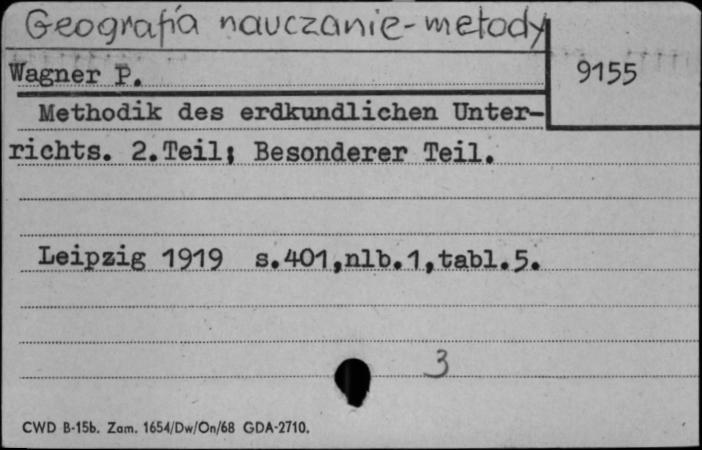 Geografia nauczanie-metody
9155
Wagner P.
Methodik des erdkundlichen Unter-
richts. 2.Teil; Besonderer Teil.
Leipzig 1919 s.401,nlb.1,tabl.5.
3
CWD B-15b. Zam. 1654/Dw/On/68 GDA-2710.